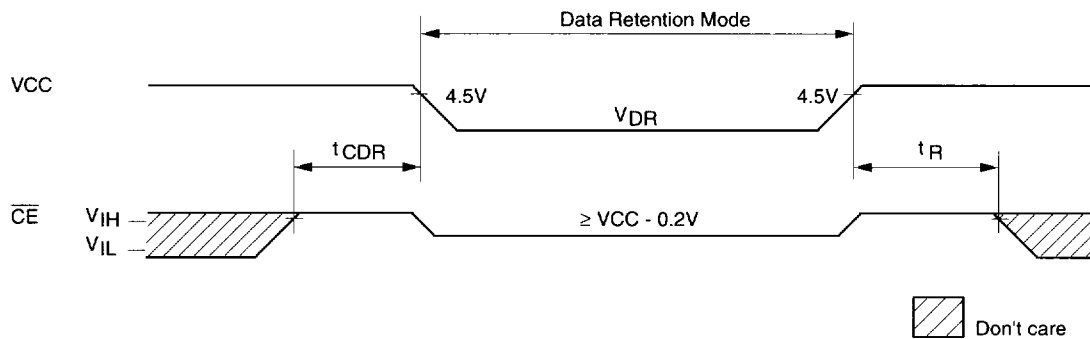 Data Retention Mode
VCC
4.5V
4.5V
VDR
tCDR
tR
CE
VIH
VIL
≥ VCC - 0.2V
Don't care